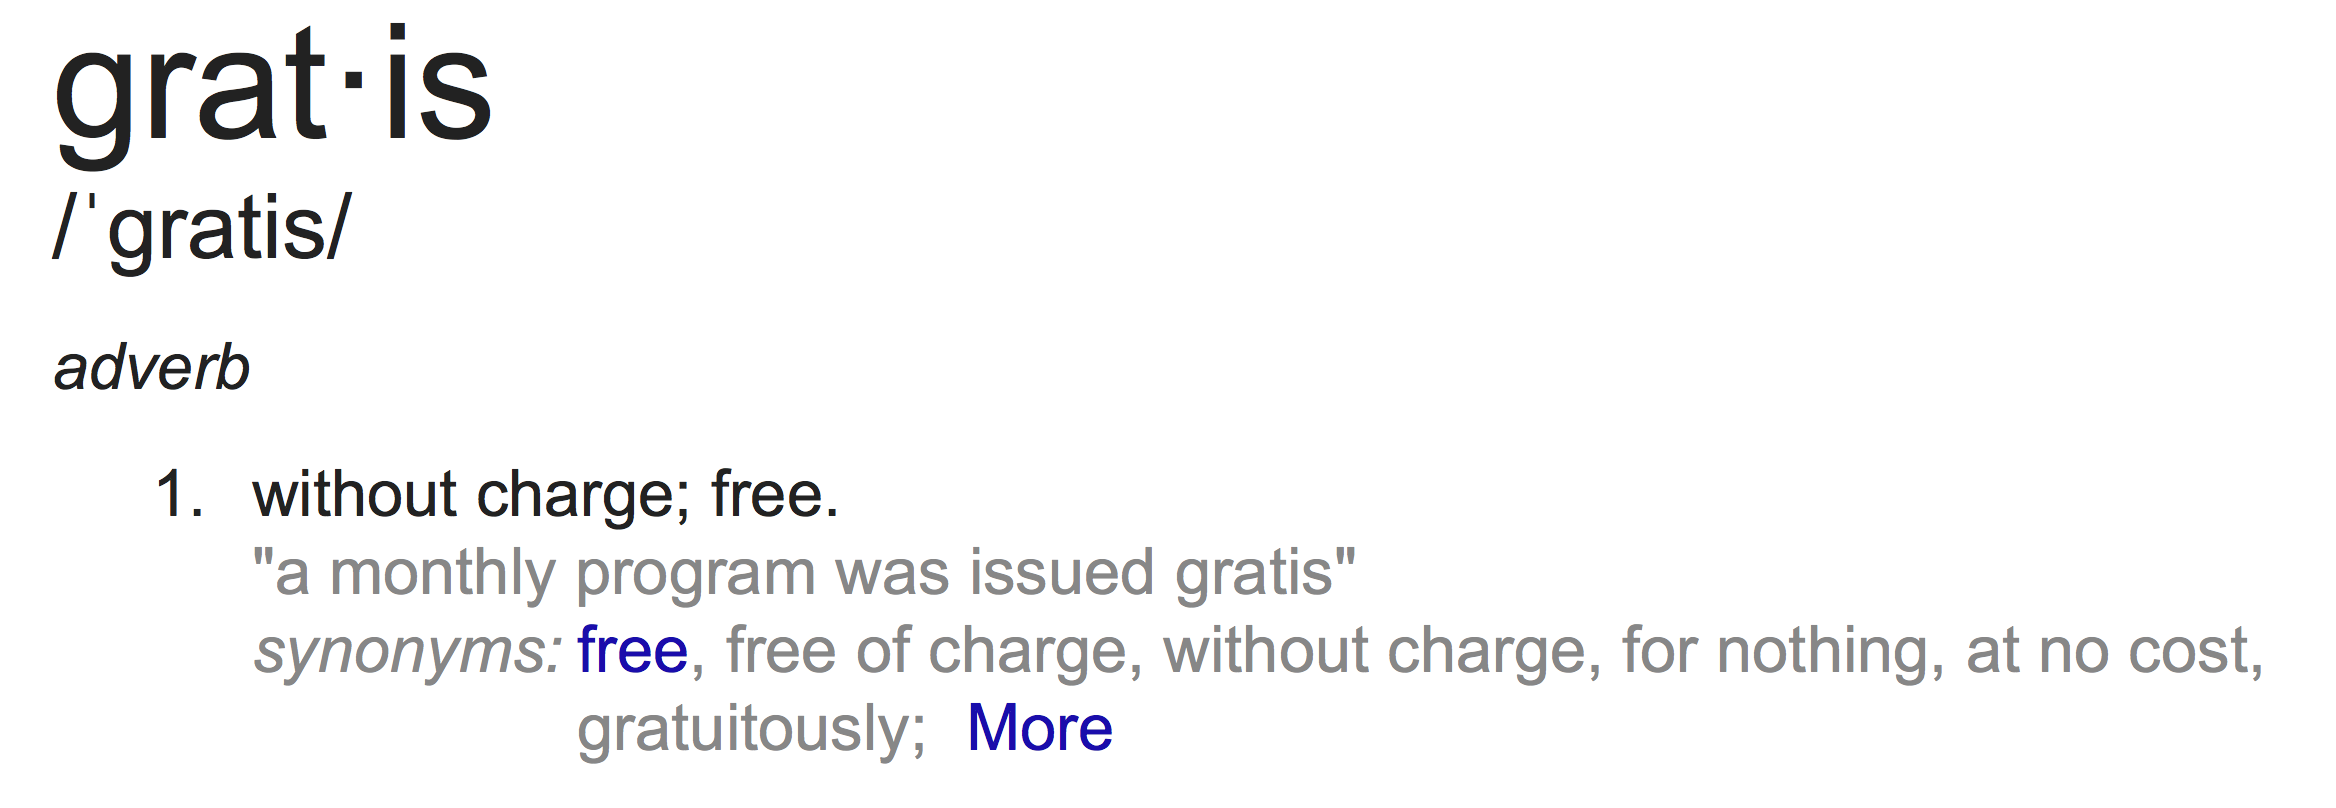 grat·is
/ˈgratis/
adverb
1. without charge; free.
"a monthly program was issued gratis"
synonyms: free, free of charge, without charge, for nothing, at no cost,
gratuitously; More